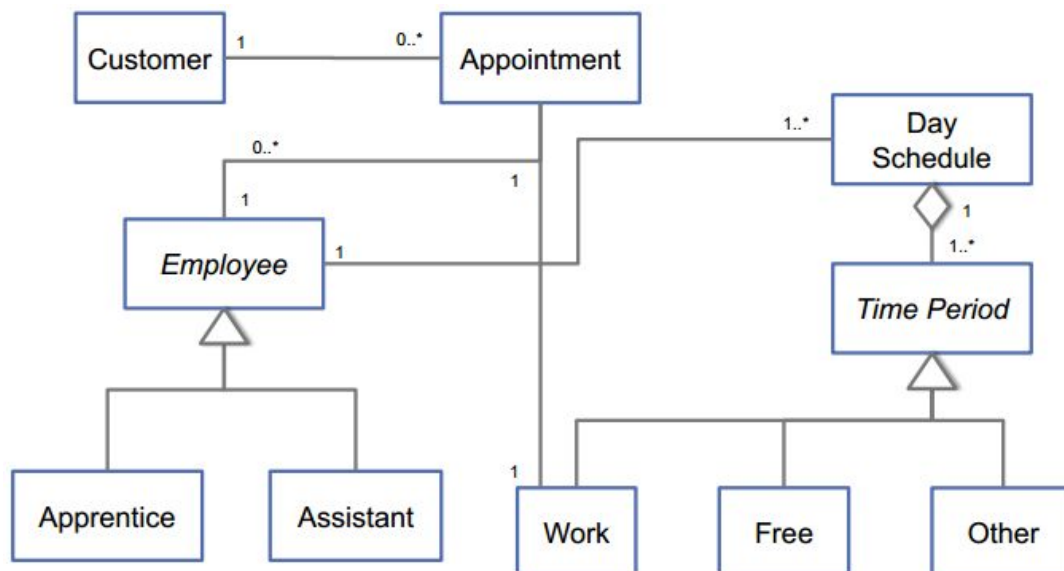 Customer
1
0..*
Appointment
0..*
1
1
1..*
Day
Schedule
1
1..*
Employee
1
Time Period
Apprentice
Assistant
1
Work
Free
Other